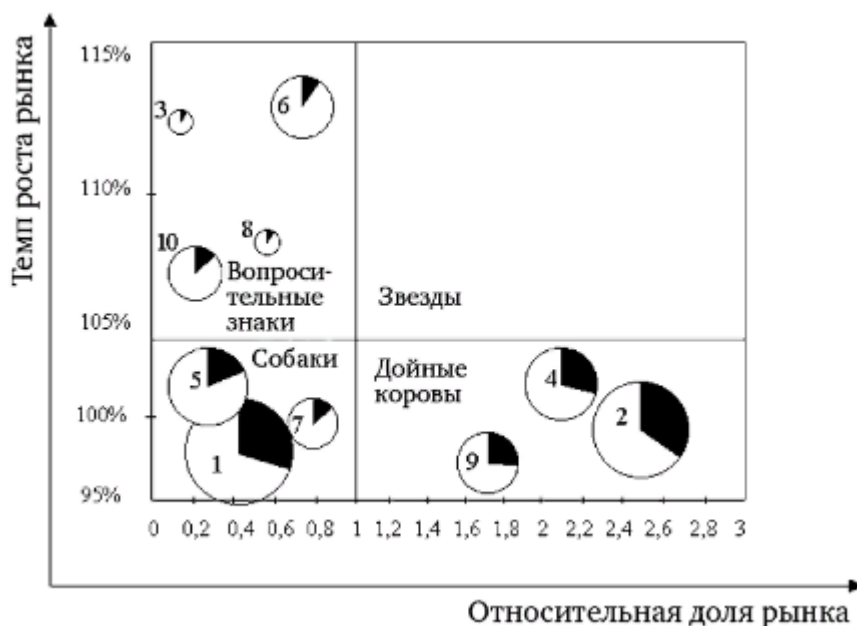 Темп роста рынка
115%
3
6
110%
10
8
Вопроси-
тельные
знаки
Звезды
105%
Собаки
Дойные
коровы
5
4
100%
7
2
1
9
95%
0 0,2 0,4 0,6 0,8 1 1,2 1,4 1,6 1,8 2 2,2 2,4 2,6 2,8 3
Относительная доля рынка